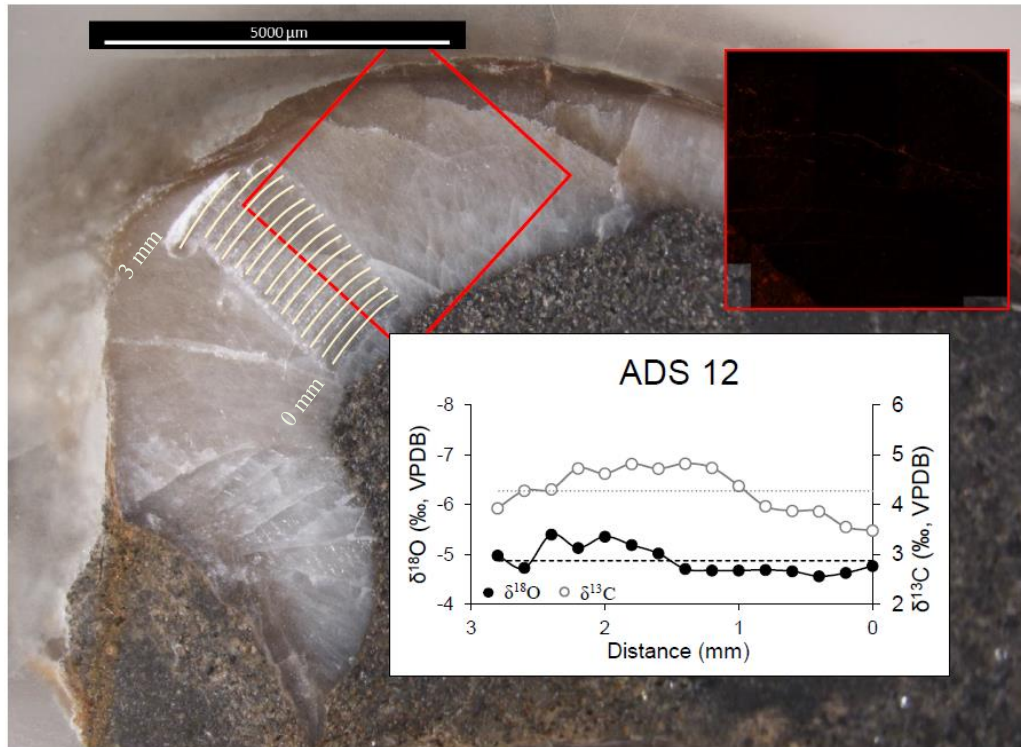 5000 µm
3 mm
0 mm
ADS 12
-8
-7
-6
-5
-4
δ¹⁸O (‰, VPDB)
6
5
4
3
2
δ¹³C (‰, VPDB)
δ¹⁸O
δ¹³C
3
2
1
0
Distance (mm)